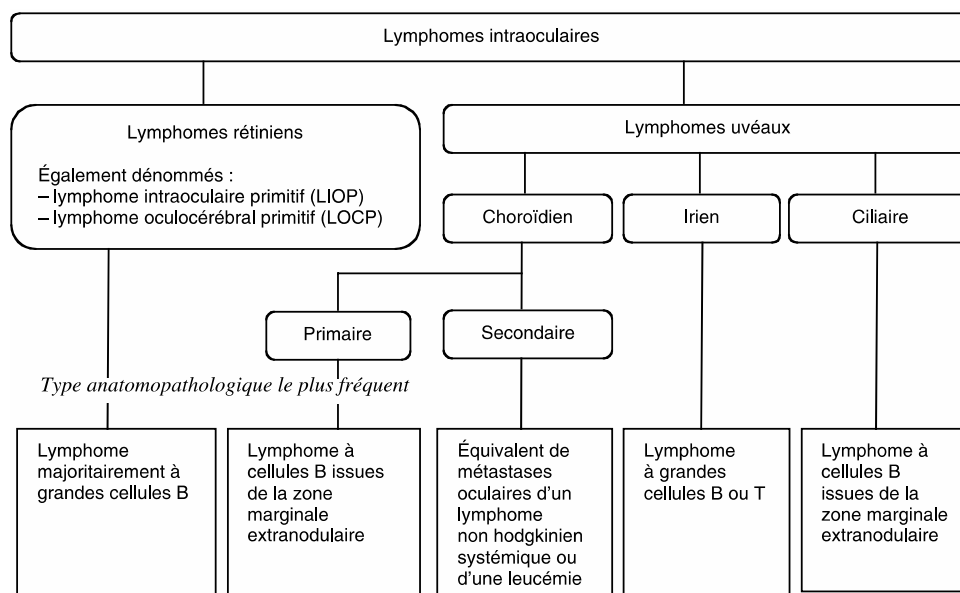 Lymphomes intraoculaires
Lymphomes rétiniens
Également dénommés :
– lymphome intraoculaire primitif (LIOP)
– lymphome oculocérébral primitif (LOCP)
Lymphomes uvéaux
Choroïdien
Irien
Ciliaire
Primaire
Secondaire
Type anatomopathologique le plus fréquent
Lymphome
majoritairement à
grandes cellules B
Lymphome à
cellules B issues
de la zone
marginale
extranodulaire
Équivalent de
métastases
oculaires d’un
lymphome
non hodgkinien
systémique ou
d’une leucémie
Lymphome
à grandes
cellules B ou T
Lymphome à
cellules B
issues de la
zone marginale
extranodulaire